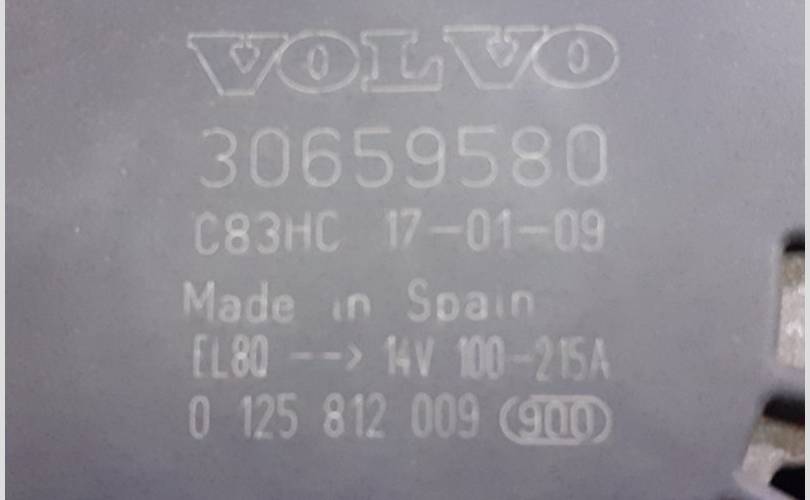 VOLVO
30659580
C83HC 17-01-09
Made in Spain
EL80 --> 14V 100-215A
0 125 812 009 900